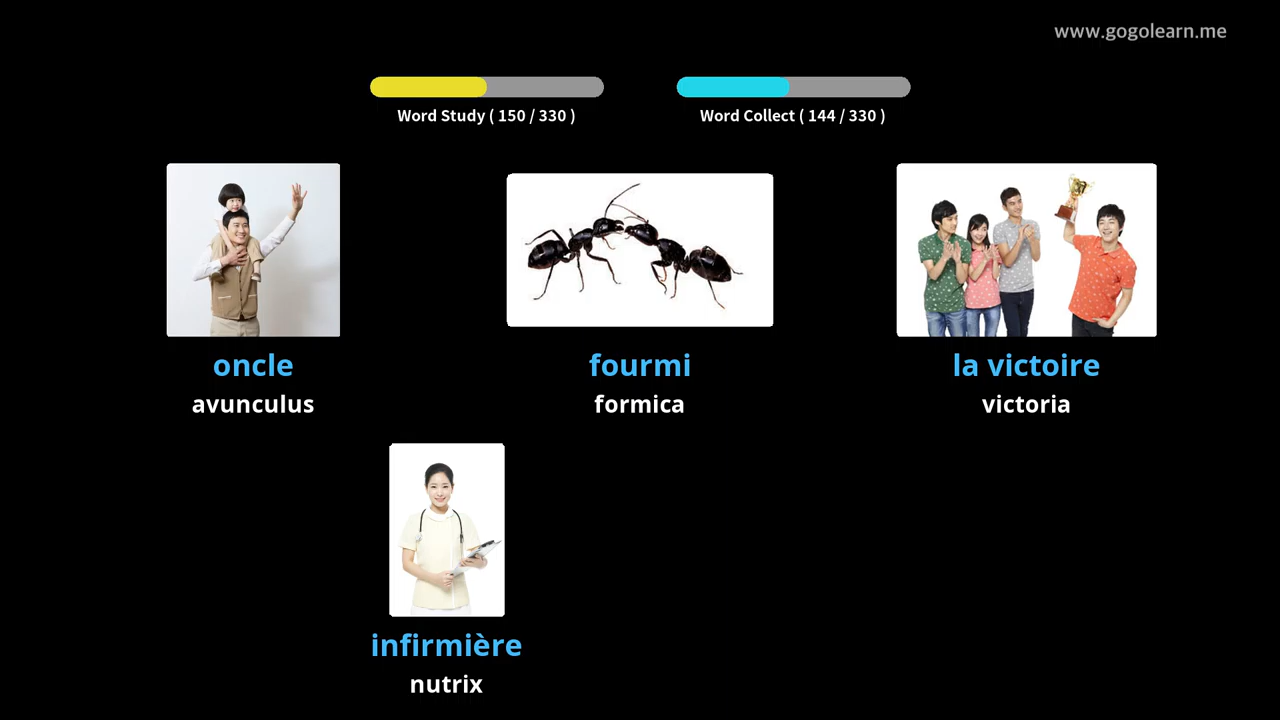 www.gogolearn.me
Word Study ( 150 / 330 )
Word Collect ( 144 / 330 )
oncle
avunculus
fourmi
formica
la victoire
victoria
infirmière
nutrix